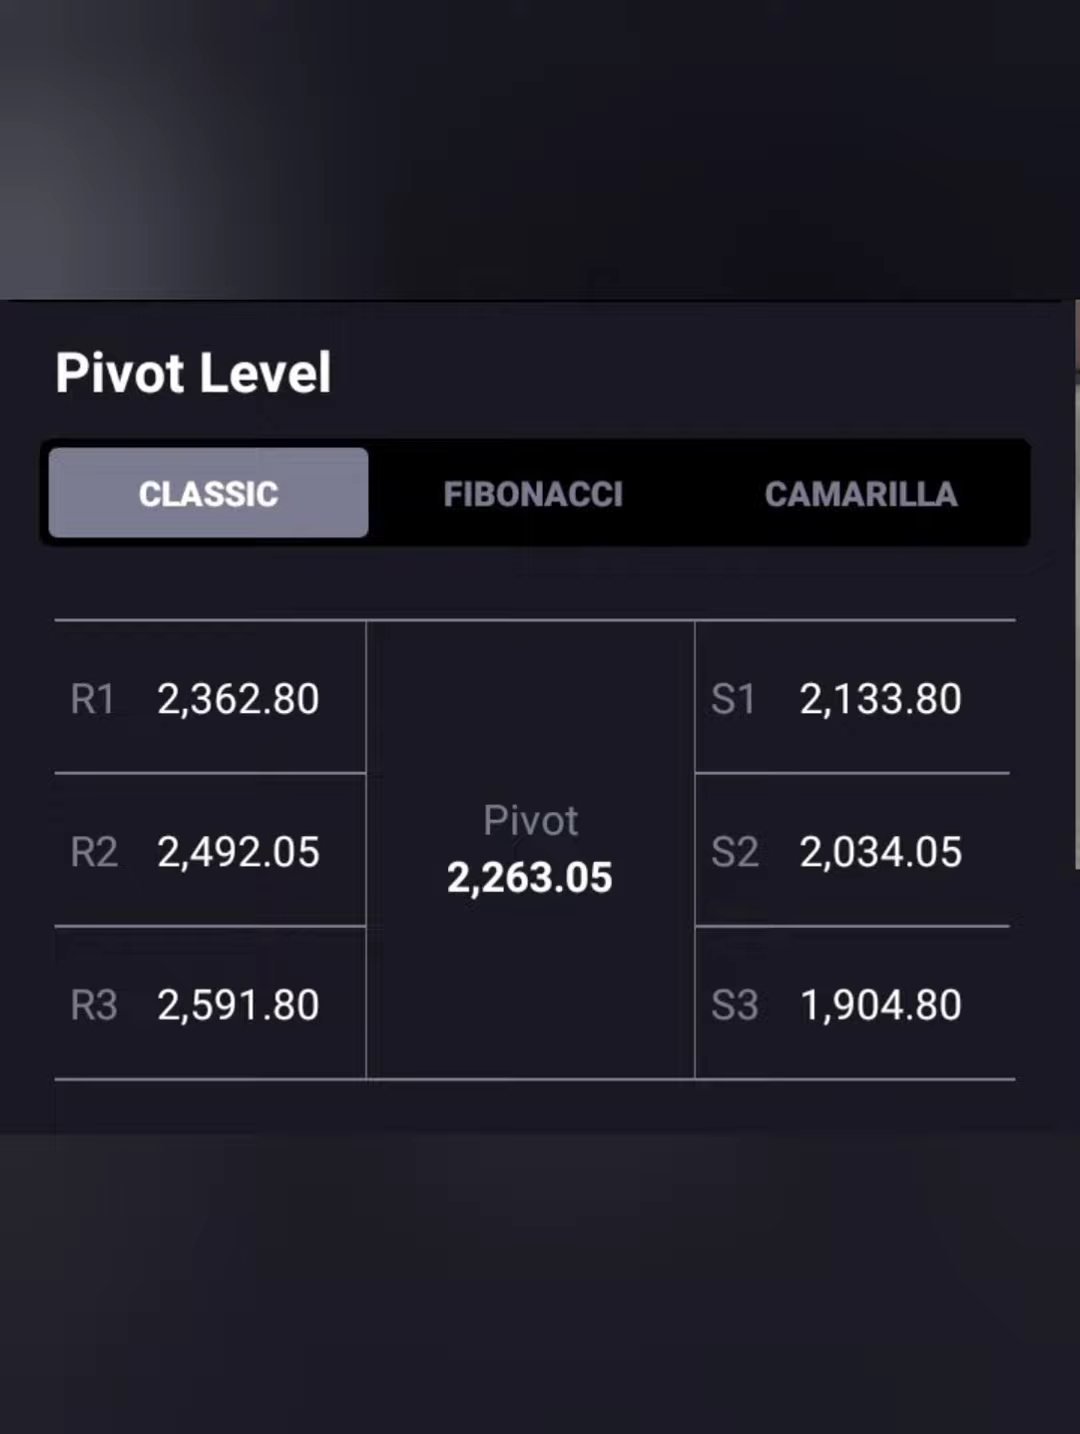 Pivot Level
CLASSIC FIBONACCI CAMARILLA
R1 2,362.80 S1 2,133.80
Pivot
R2 2,492.05 S2 2,034.05
2,263.05
R3 2,591.80 S3 1,904.80